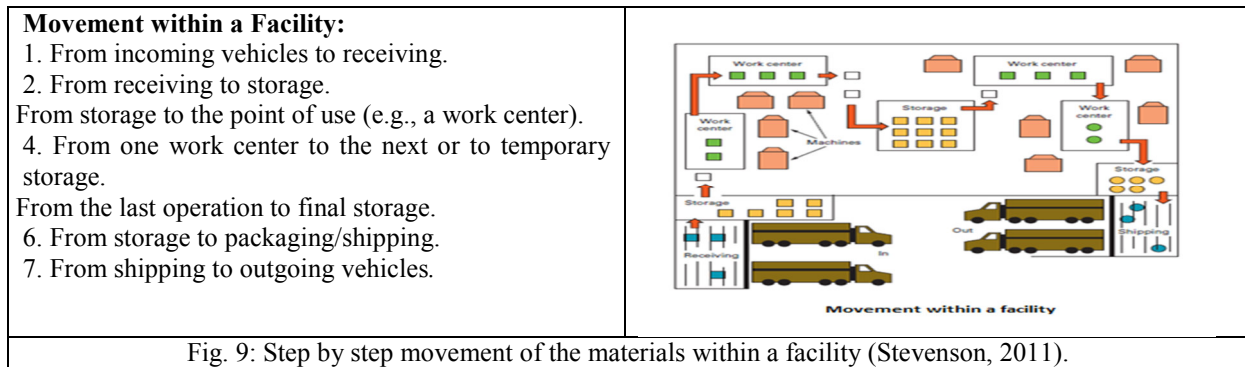 Movement within a Facility:
1. From incoming vehicles to receiving.
2. From receiving to storage.
From storage to the point of use (e.g., a work center).
4. From one work center to the next or to temporary
storage.
From the last operation to final storage.
6. From storage to packaging/shipping.
7. From shipping to outgoing vehicles.
Work center
Work center
Storage
Work
center
Work
center
Machines
Storage
Storage
Out
Shipping
In
Receiving
Movement within a facility
Fig. 9: Step by step movement of the materials within a facility (Stevenson, 2011).